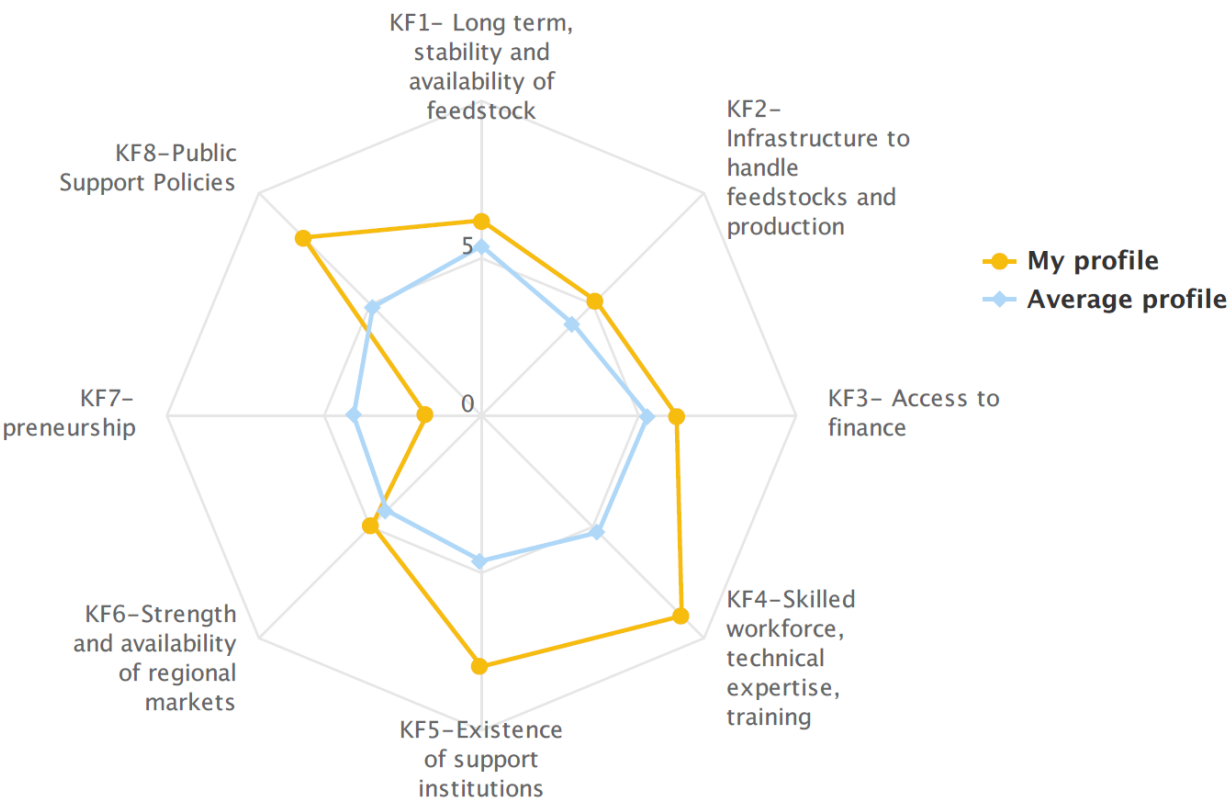 KF1– Long term,
stability and
availability of
feedstock
KF2–
Infrastructure to
handle
feedstocks and
production
KF8–Public
Support Policies
5
My profile
Average profile
0
KF7–
preneurship
KF3– Access to
finance
KF4–Skilled
workforce,
technical
expertise,
training
KF6–Strength
and availability
of regional
markets
KF5–Existence
of support
institutions